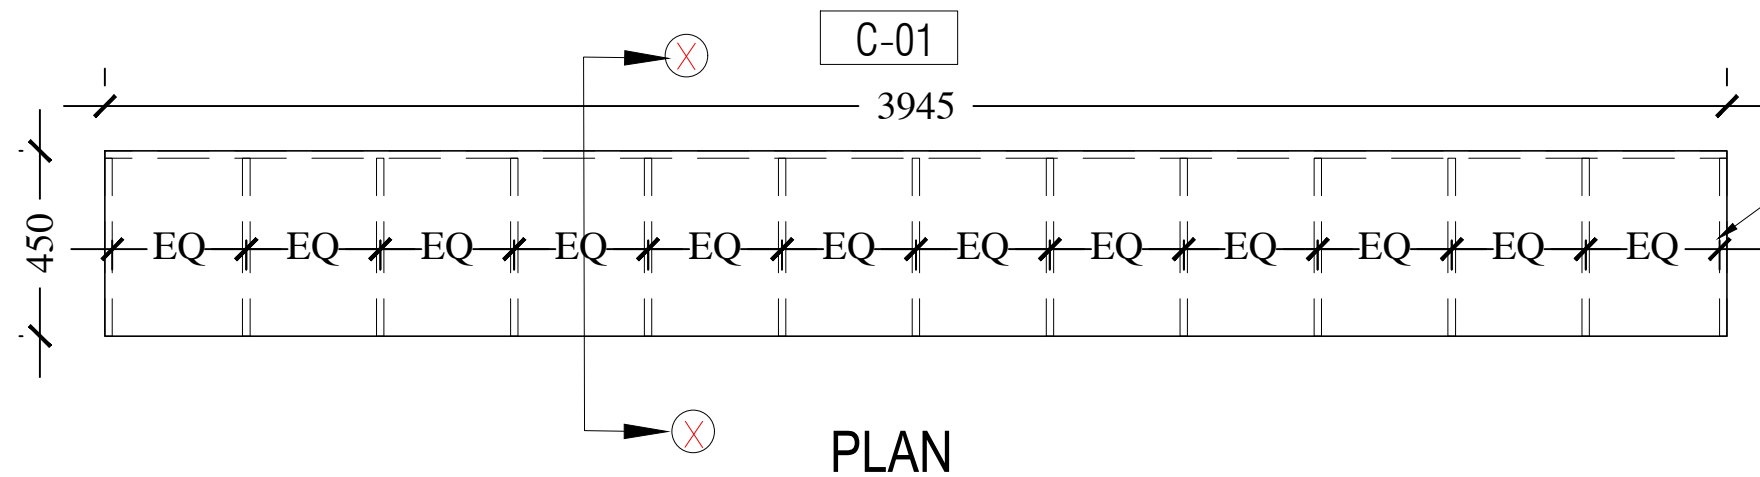 C-01
X
3945
450
EQ EQ EQ EQ EQ EQ EQ EQ EQ EQ EQ EQ
X
PLAN